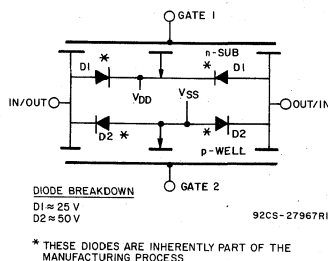 GATE 1
n-SUB
* D1 * D1
VDD VSS
IN/OUT OUT/IN
D2 * * D2
p-WELL
GATE 2
DIODE BREAKDOWN
D1 ≈ 25 V
D2 ≈ 50 V
92CS-27967R1
* THESE DIODES ARE INHERENTLY PART OF THE
MANUFACTURING PROCESS